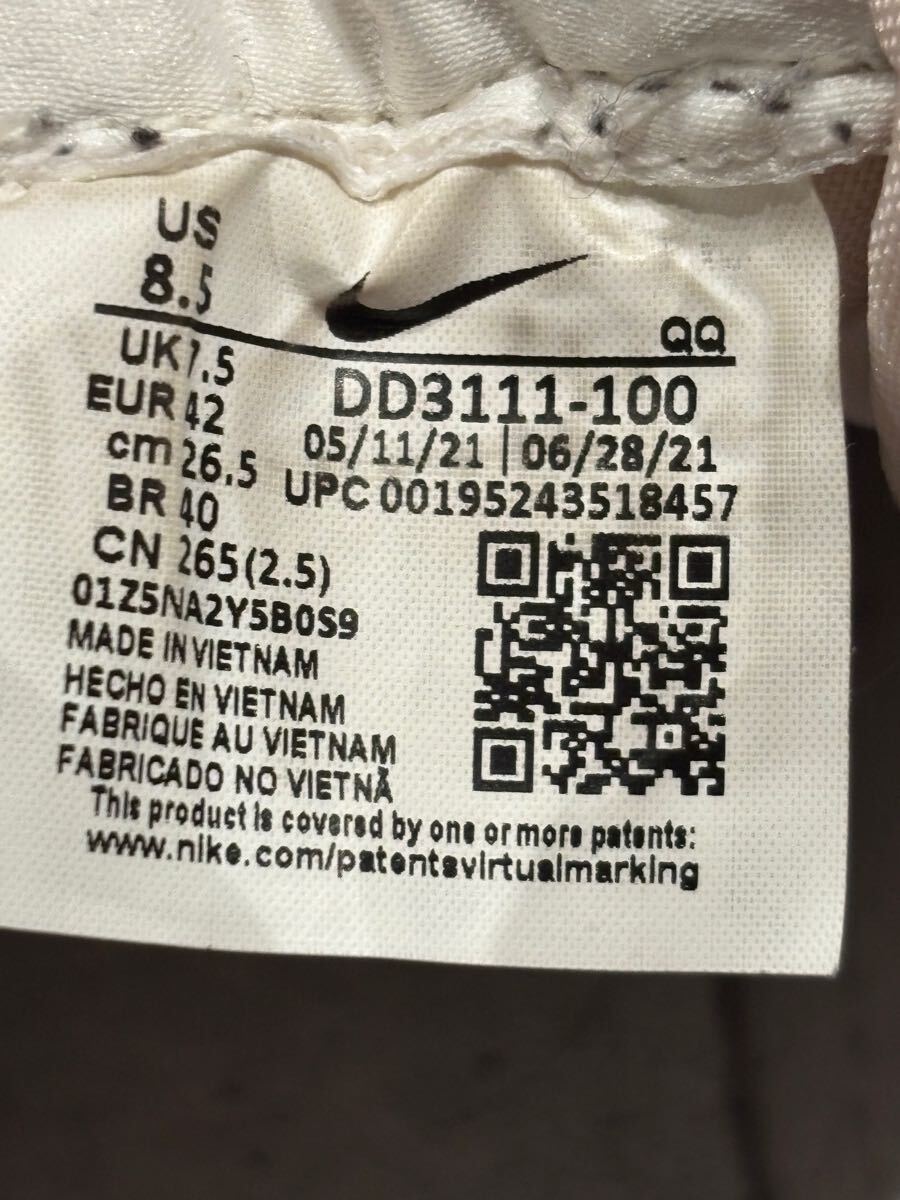 US
8.5
QQ
UK 7.5
EUR 42
cm 26.5
BR 40
CN 265(2.5)
DD3111-100
05/11/21 | 06/28/21
UPC 00195243518457
01Z5NA2Y5B0S9
MADE IN VIETNAM
HECHO EN VIETNAM
FABRIQUE AU VIETNAM
FABRICADO NO VIETNÃ
This product is covered by one or more patents:
www.nike.com/patentsvirtualmarking